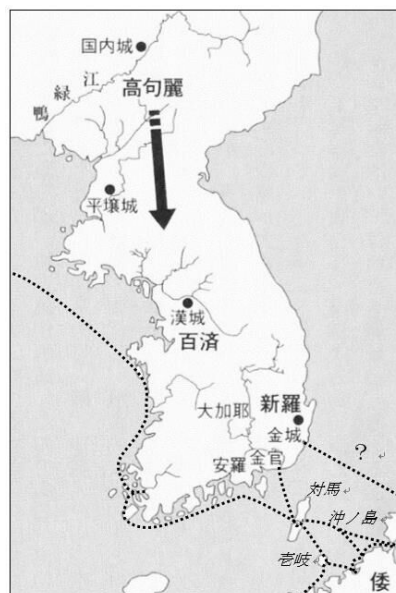 国内城
鴨緑江
高句麗
平壌城
漢城
百済
大加耶
新羅
金城
安羅
金官
?
対馬
沖ノ島
壱岐
倭